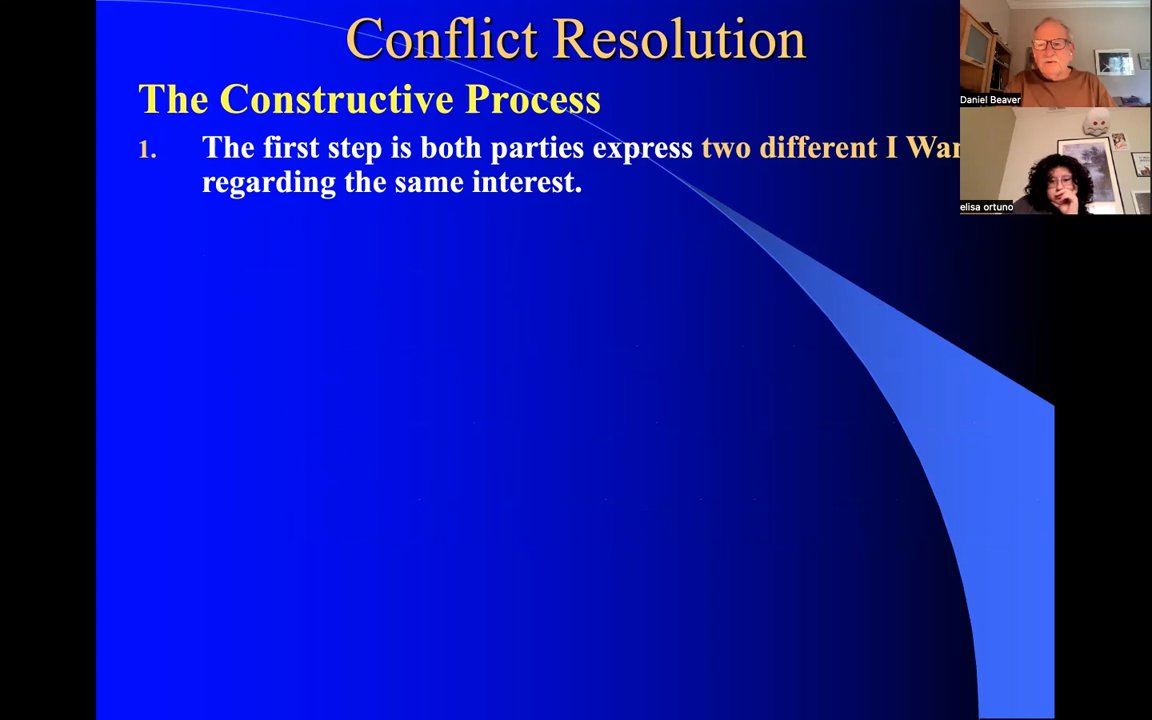 Conflict Resolution
The Constructive Process
1. The first step is both parties express two different I
regarding the same interest.
Daniel Beaver
elisa ortuno